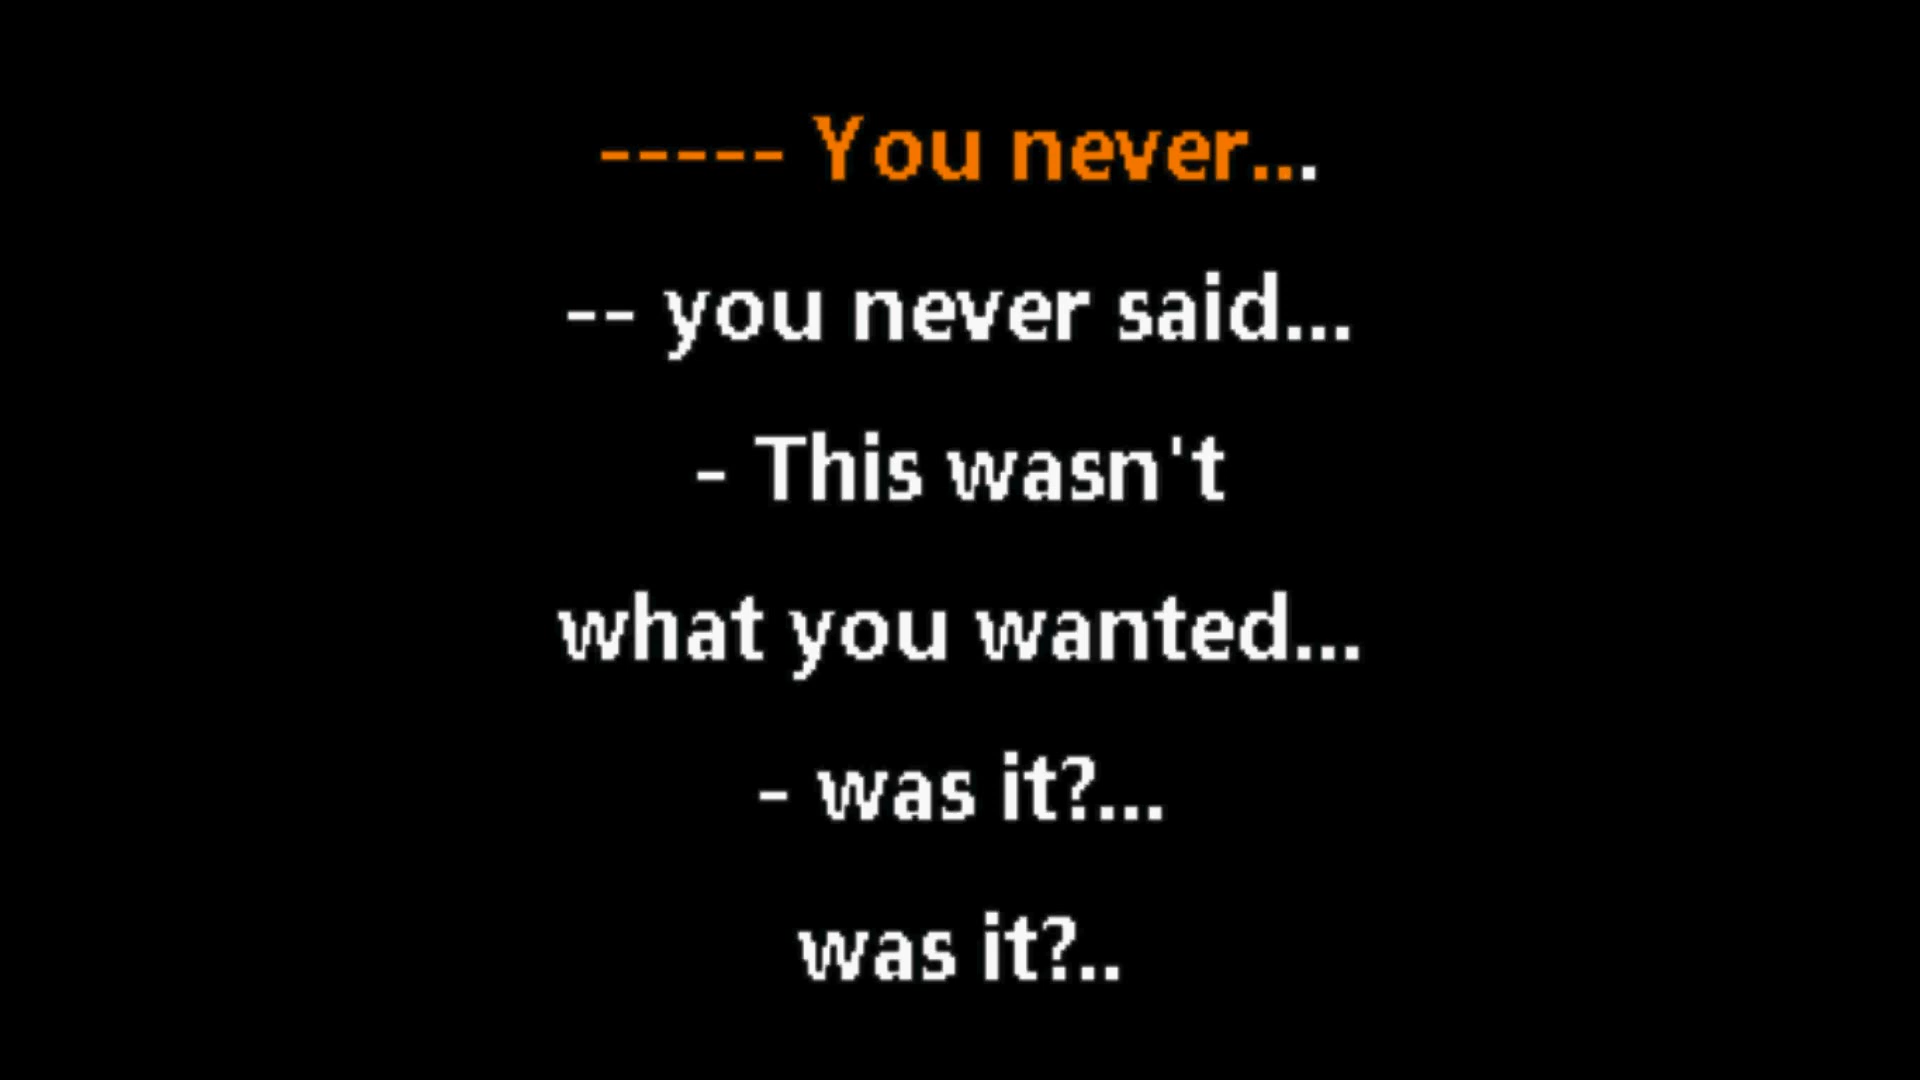 ----- You never...
-- you never said...
- This wasn't
what you wanted...
- was it?...
was it?..